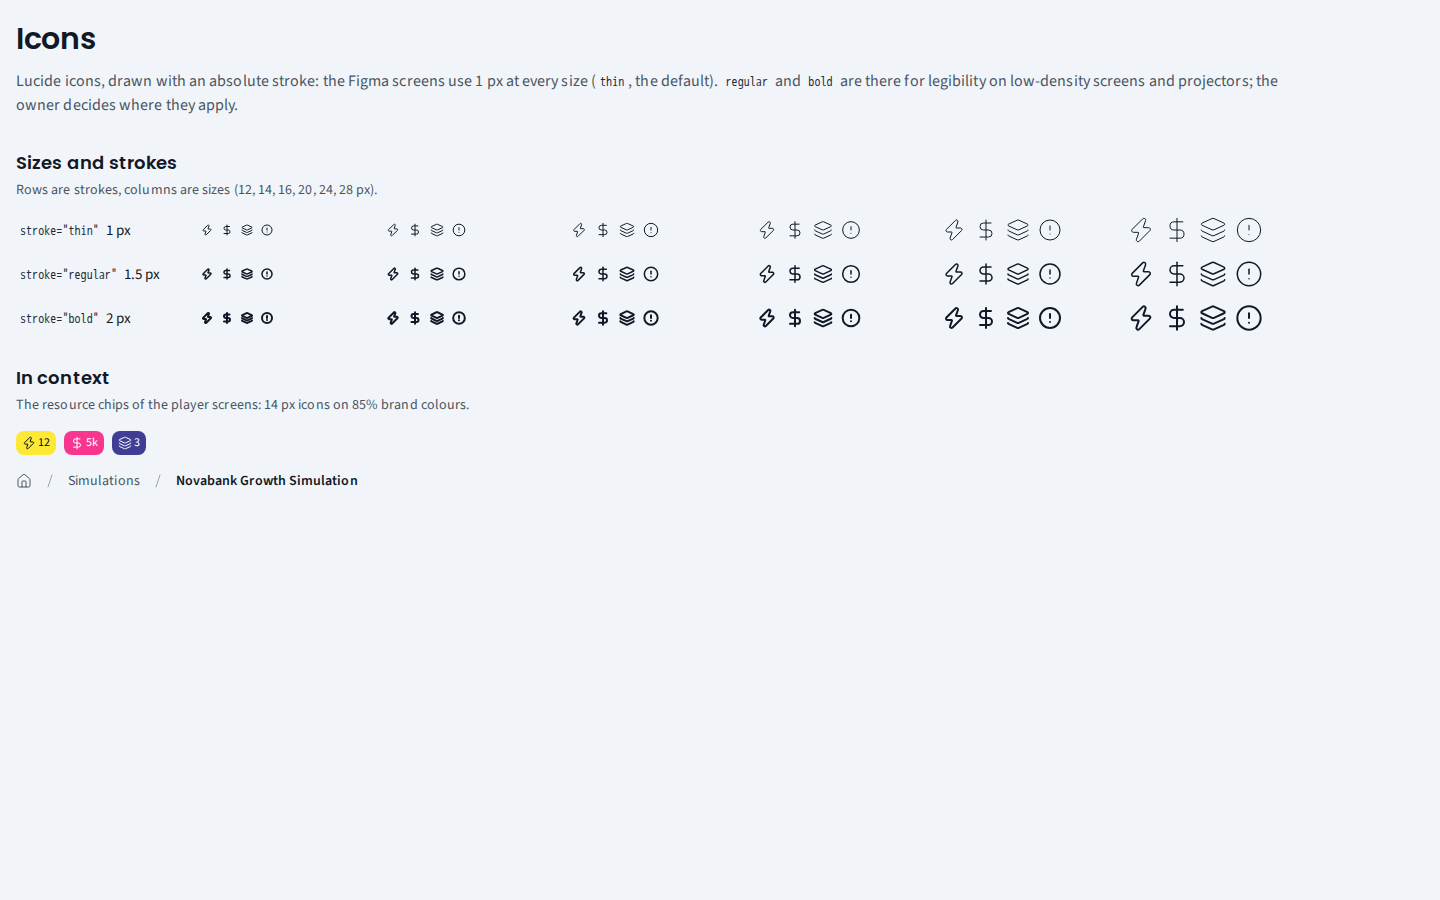 Icons
Lucide icons, drawn with an absolute stroke: the Figma screens use 1 px at every size ( thin , the default). regular and bold are there for legibility on low-density screens and projectors; the
owner decides where they apply.
Sizes and strokes
Rows are strokes, columns are sizes (12, 14, 16, 20, 24, 28 px).
stroke="thin" 1 px
stroke="regular" 1.5 px
stroke="bold" 2 px
In context
The resource chips of the player screens: 14 px icons on 85% brand colours.
12 5k 3
/ Simulations / Novabank Growth Simulation